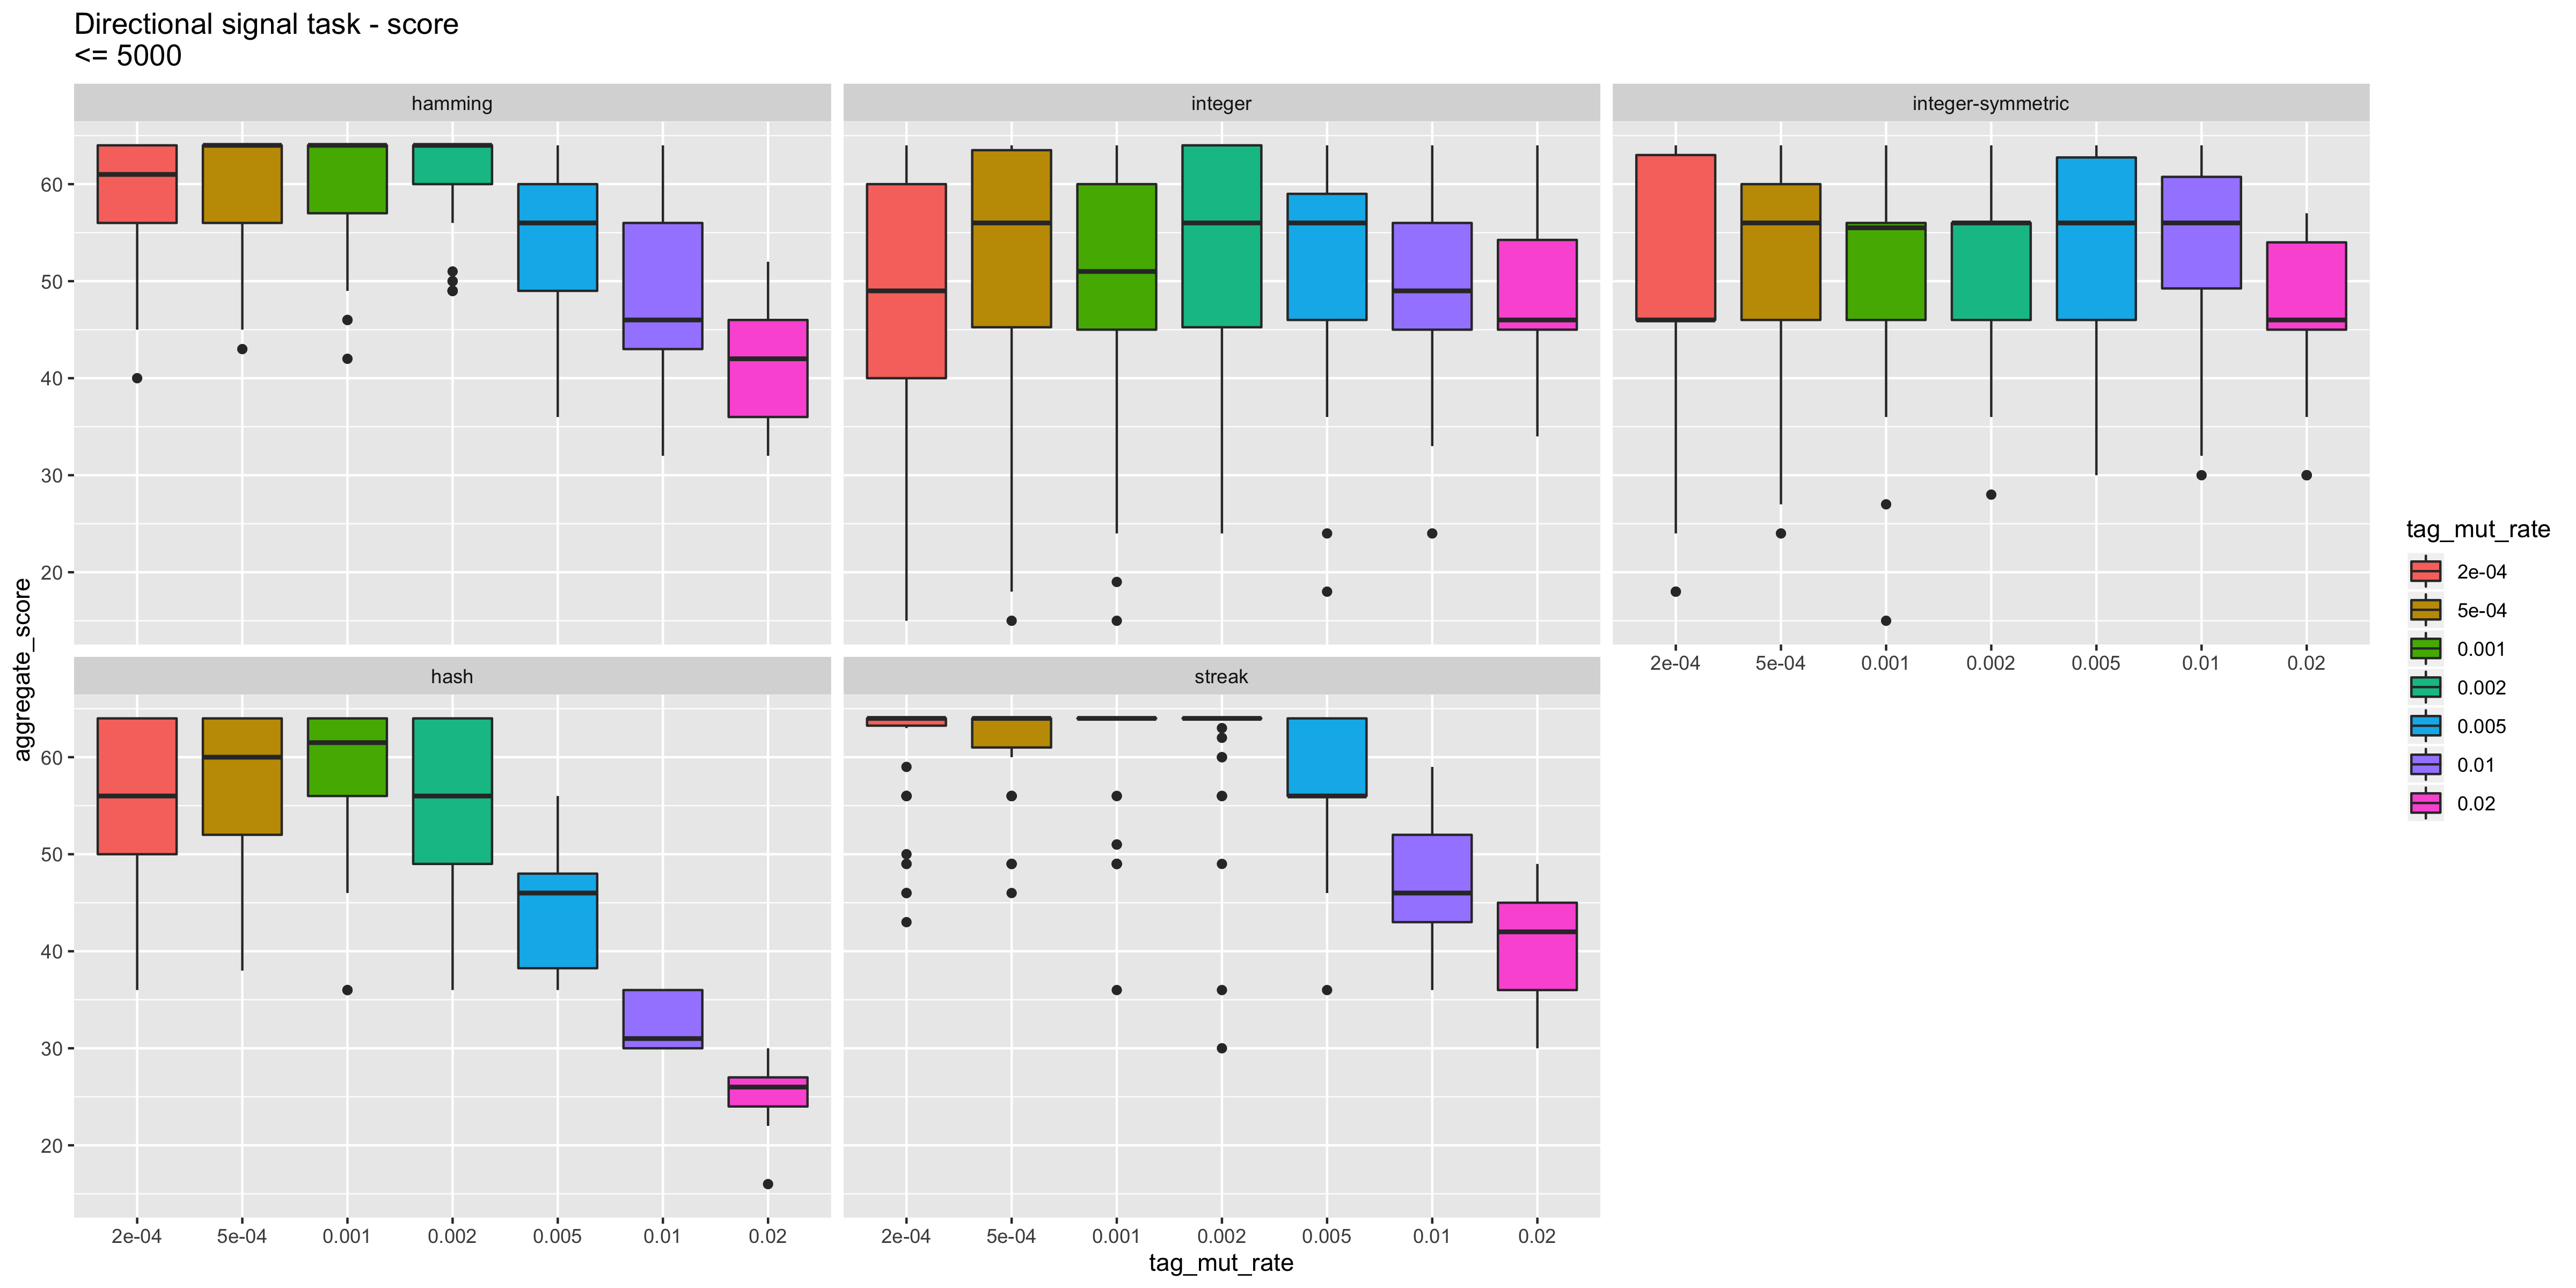 Directional signal task - score
<= 5000
hamming
integer
integer-symmetric
60
50
40
30
20
2e-04 5e-04 0.001 0.002 0.005 0.01 0.02
aggregate_score
hash
streak
60
50
40
30
20
2e-04 5e-04 0.001 0.002 0.005 0.01 0.02
2e-04 5e-04 0.001 0.002 0.005 0.01 0.02
tag_mut_rate
tag_mut_rate
2e-04
5e-04
0.001
0.002
0.005
0.01
0.02